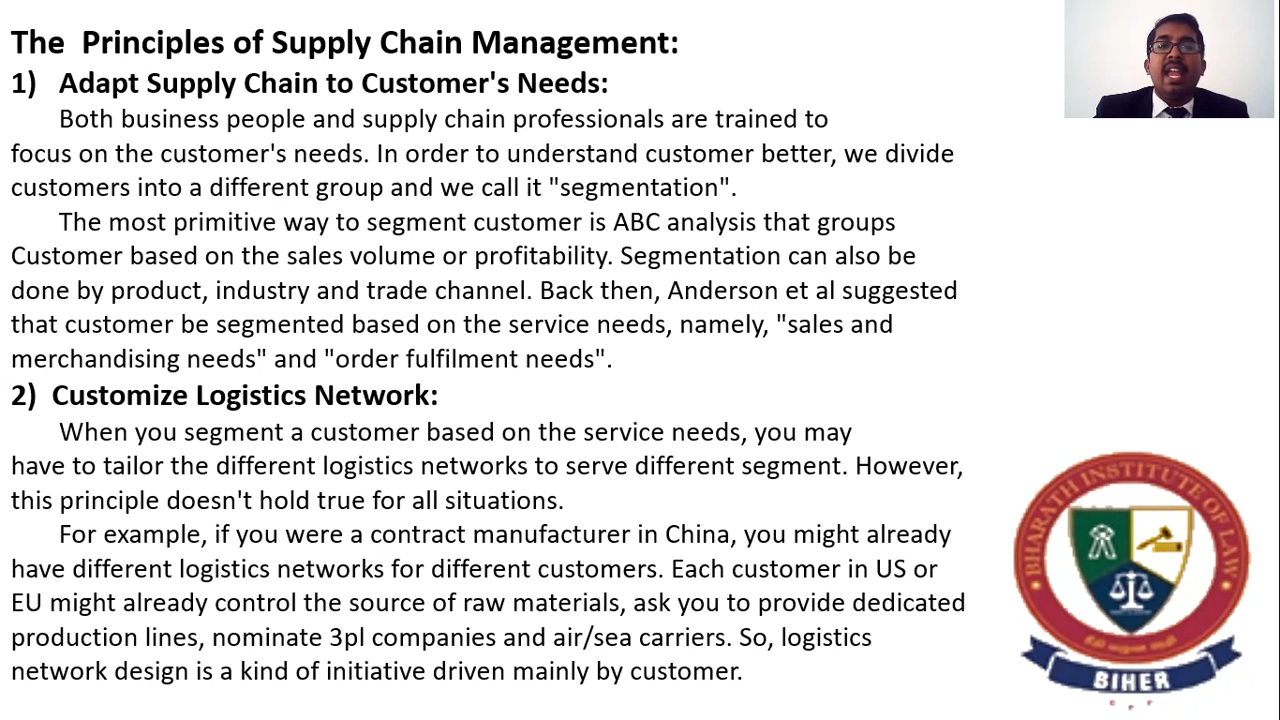 The Principles of Supply Chain Management:
1) Adapt Supply Chain to Customer's Needs:
Both business people and supply chain professionals are trained to
focus on the customer's needs. In order to understand customer better, we divide
customers into a different group and we call it "segmentation".
The most primitive way to segment customer is ABC analysis that groups
Customer based on the sales volume or profitability. Segmentation can also be
done by product, industry and trade channel. Back then, Anderson et al suggested
that customer be segmented based on the service needs, namely, "sales and
merchandising needs" and "order fulfilment needs".
2) Customize Logistics Network:
When you segment a customer based on the service needs, you may
have to tailor the different logistics networks to serve different segment. However,
this principle doesn't hold true for all situations.
For example, if you were a contract manufacturer in China, you might already
have different logistics networks for different customers. Each customer in US or
EU might already control the source of raw materials, ask you to provide dedicated
production lines, nominate 3pl companies and air/sea carriers. So, logistics
network design is a kind of initiative driven mainly by customer.
BHARATH INSTITUTE OF LAW
BIHER